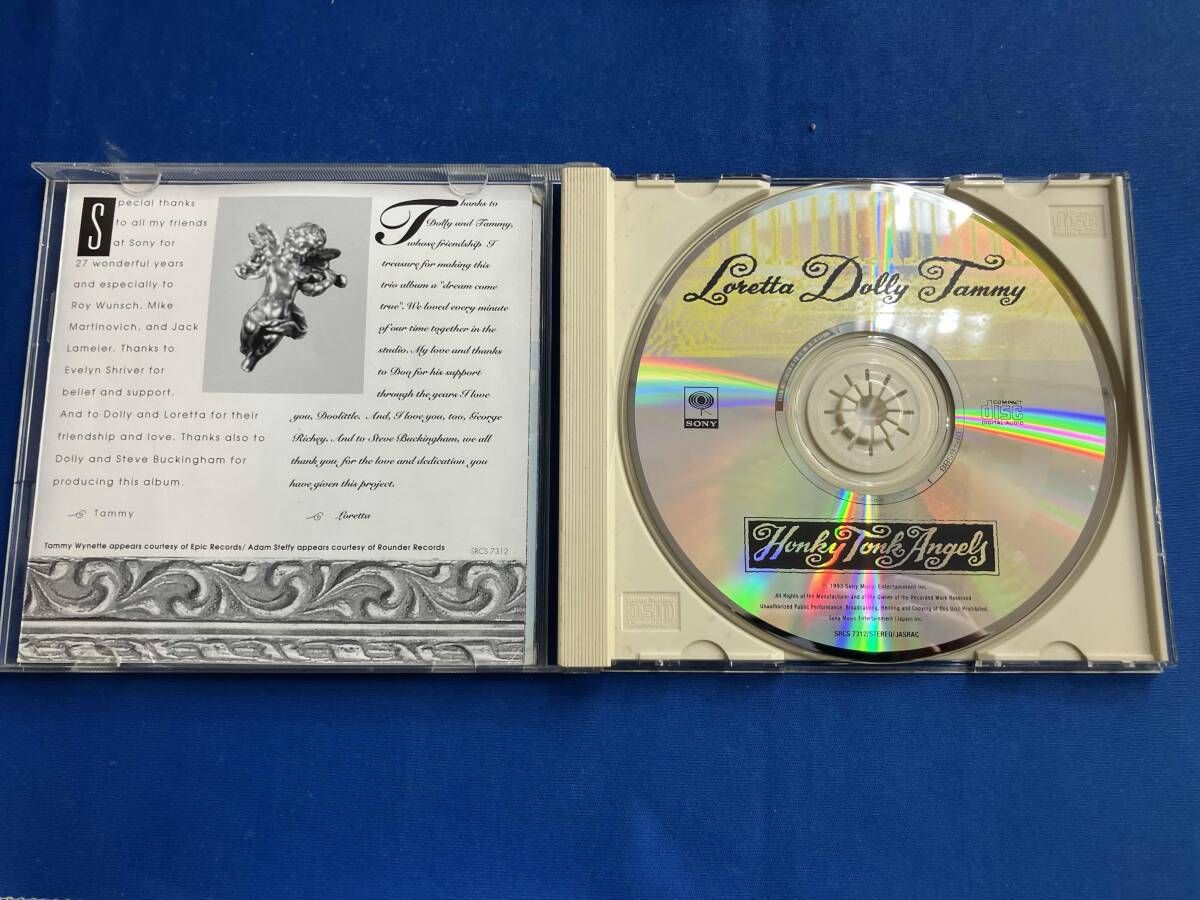 Special thanks
to all my friends
at Sony for
27 wonderful years
and especially to
Roy Wunsch, Mike
Martinovich, and Jack
Lameier. Thanks to
Evelyn Shriver for
belief and support.
And to Dolly and Loretta for their
friendship and love. Thanks also to
Dolly and Steve Buckingham for
producing this album.
Tammy
Thanks to
Dolly and Tammy,
whose friendship I
treasure for making this
trio album a "dream come
true". We loved every minute
of our time together in the
studio. My love and thanks
to Doo for his support
through the years I love
you, Doolittle. And, I love you, too, George
Richey. And to Steve Buckingham, we all
thank you for the love and dedication you
have given this project.
Loretta
Tammy Wynette appears courtesy of Epic Records/ Adam Steffy appears courtesy of Rounder Records
SRCS 7312
Loretta Dolly Tammy
SONY
COMPACT
disc
DIGITAL AUDIO
Honky Tonk Angels
℗ 1993 Sony Music Entertainment Inc.
All Rights of the Manufacturer and of the Owner of the Recorded Work Reserved
Unauthorized Public Performance, Broadcasting, Renting and Copying of this Disc Prohibited.
Sony Music Entertainment (Japan) Inc.
SRCS 7312/STEREO/JASRAC